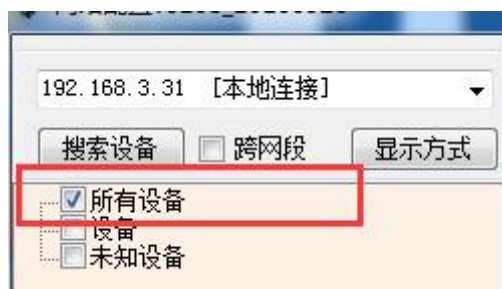 192.168.3.31 [本地连接]
搜索设备 跨网段 显示方式
所有设备
设备
未知设备